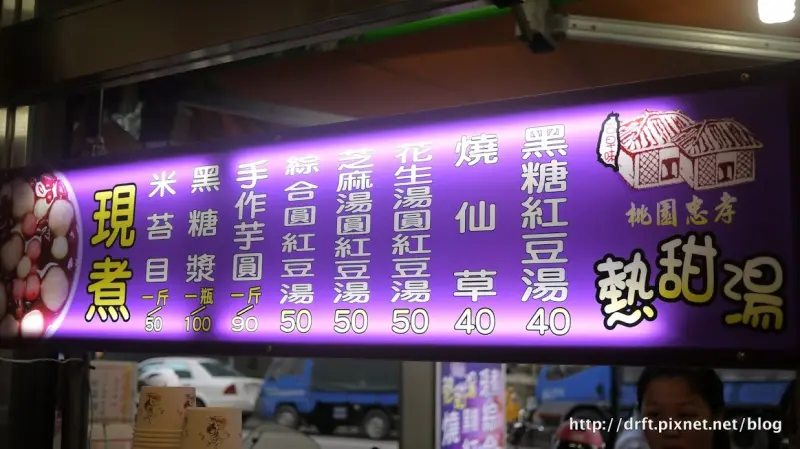 古早味
桃園忠孝
熱甜湯
黑糖紅豆湯 40
燒仙草 40
花生湯圓紅豆湯 50
芝麻湯圓紅豆湯 50
綜合圓紅豆湯 50
手作芋圓 一斤/90
黑糖漿 一瓶/100
米苔目 一斤/50
現煮
http://drft.pixnet.net/blog